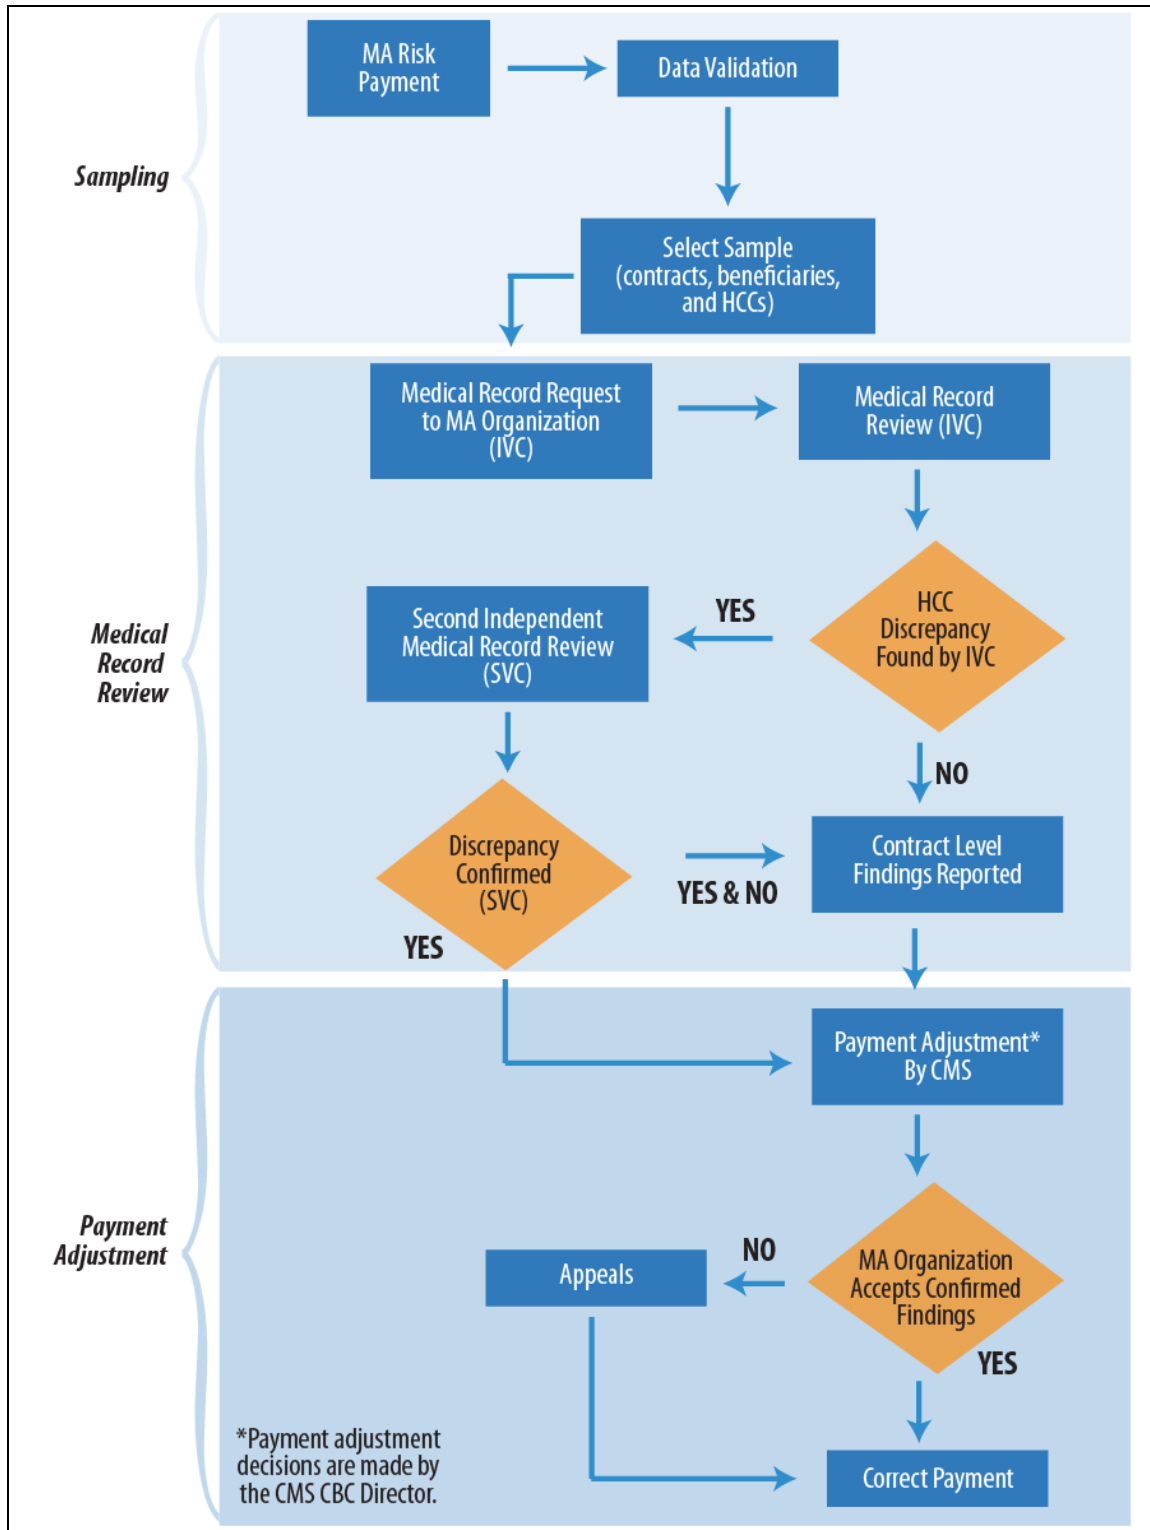 MA Risk
Payment
Data Validation
Sampling
Select Sample
(contracts, beneficiaries,
and HCCs)
Medical Record Request
to MA Organization
(IVC)
Medical Record
Review (IVC)
HCC
Discrepancy
Found by IVC
YES
Second Independent
Medical Record Review
(SVC)
Medical
Record
Review
NO
Discrepancy
Confirmed
(SVC)
YES & NO
Contract Level
Findings Reported
YES
Payment Adjustment*
By CMS
Payment
Adjustment
MA Organization
Accepts Confirmed
Findings
NO
Appeals
YES
Correct Payment
*Payment adjustment
decisions are made by
the CMS CBC Director.